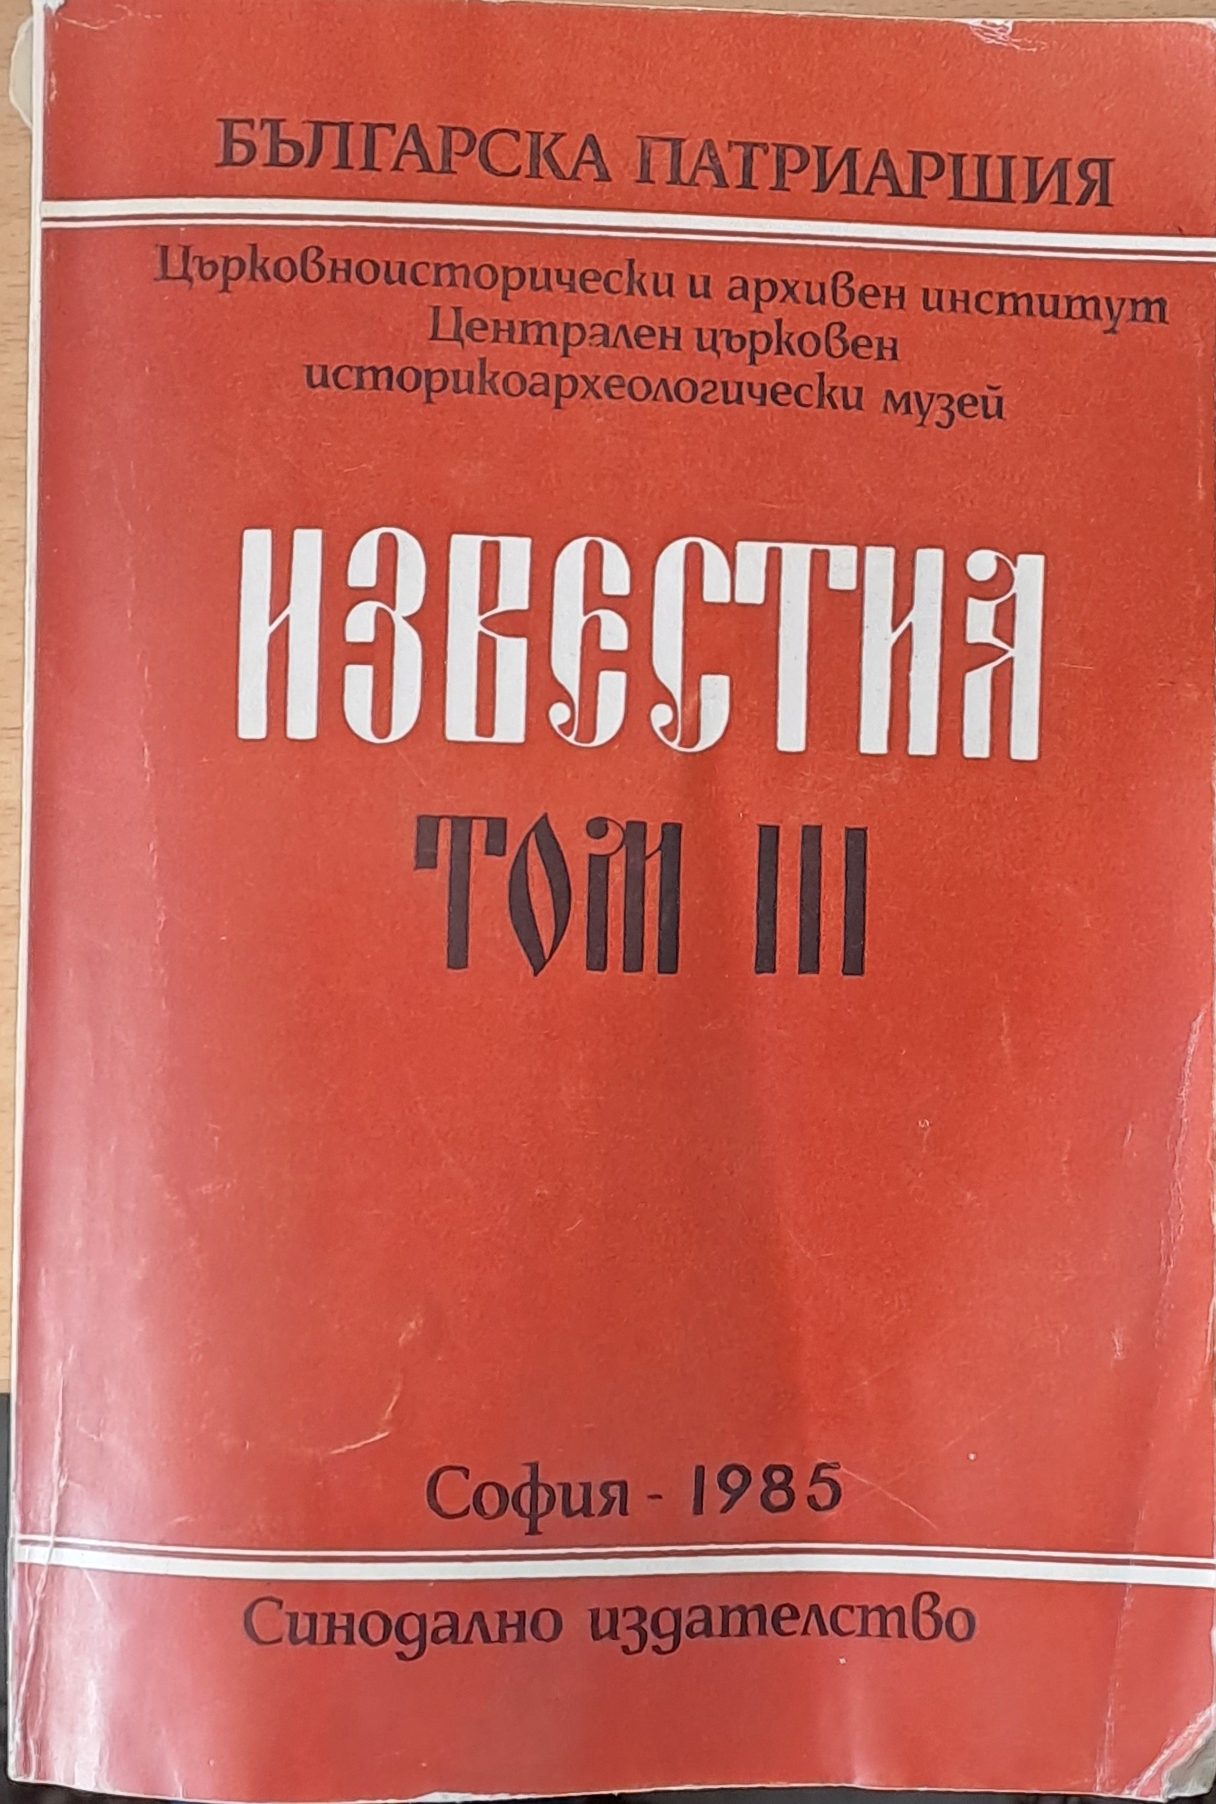 БЪЛГАРСКА ПАТРИАРШИЯ
Църковноисторически и архивен институт
Централен църковен
историкоархеологически музей
ИЗВЕСТИЯ
ТОМ III
София - 1985
Синодално издателство